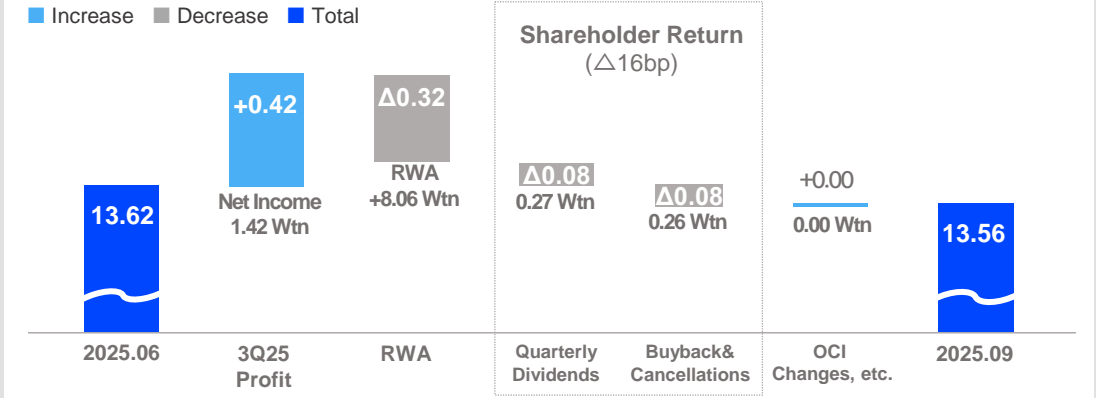 Increase Decrease Total
Shareholder Return
(△16bp)
+0.42
Δ0.32
Net Income
1.42 Wtn
RWA
+8.06 Wtn
Δ0.08
0.27 Wtn
Δ0.08
0.26 Wtn
+0.00
0.00 Wtn
13.62
13.56
2025.06
3Q25
Profit
RWA
Quarterly
Dividends
Buyback&
Cancellations
OCI
Changes, etc.
2025.09